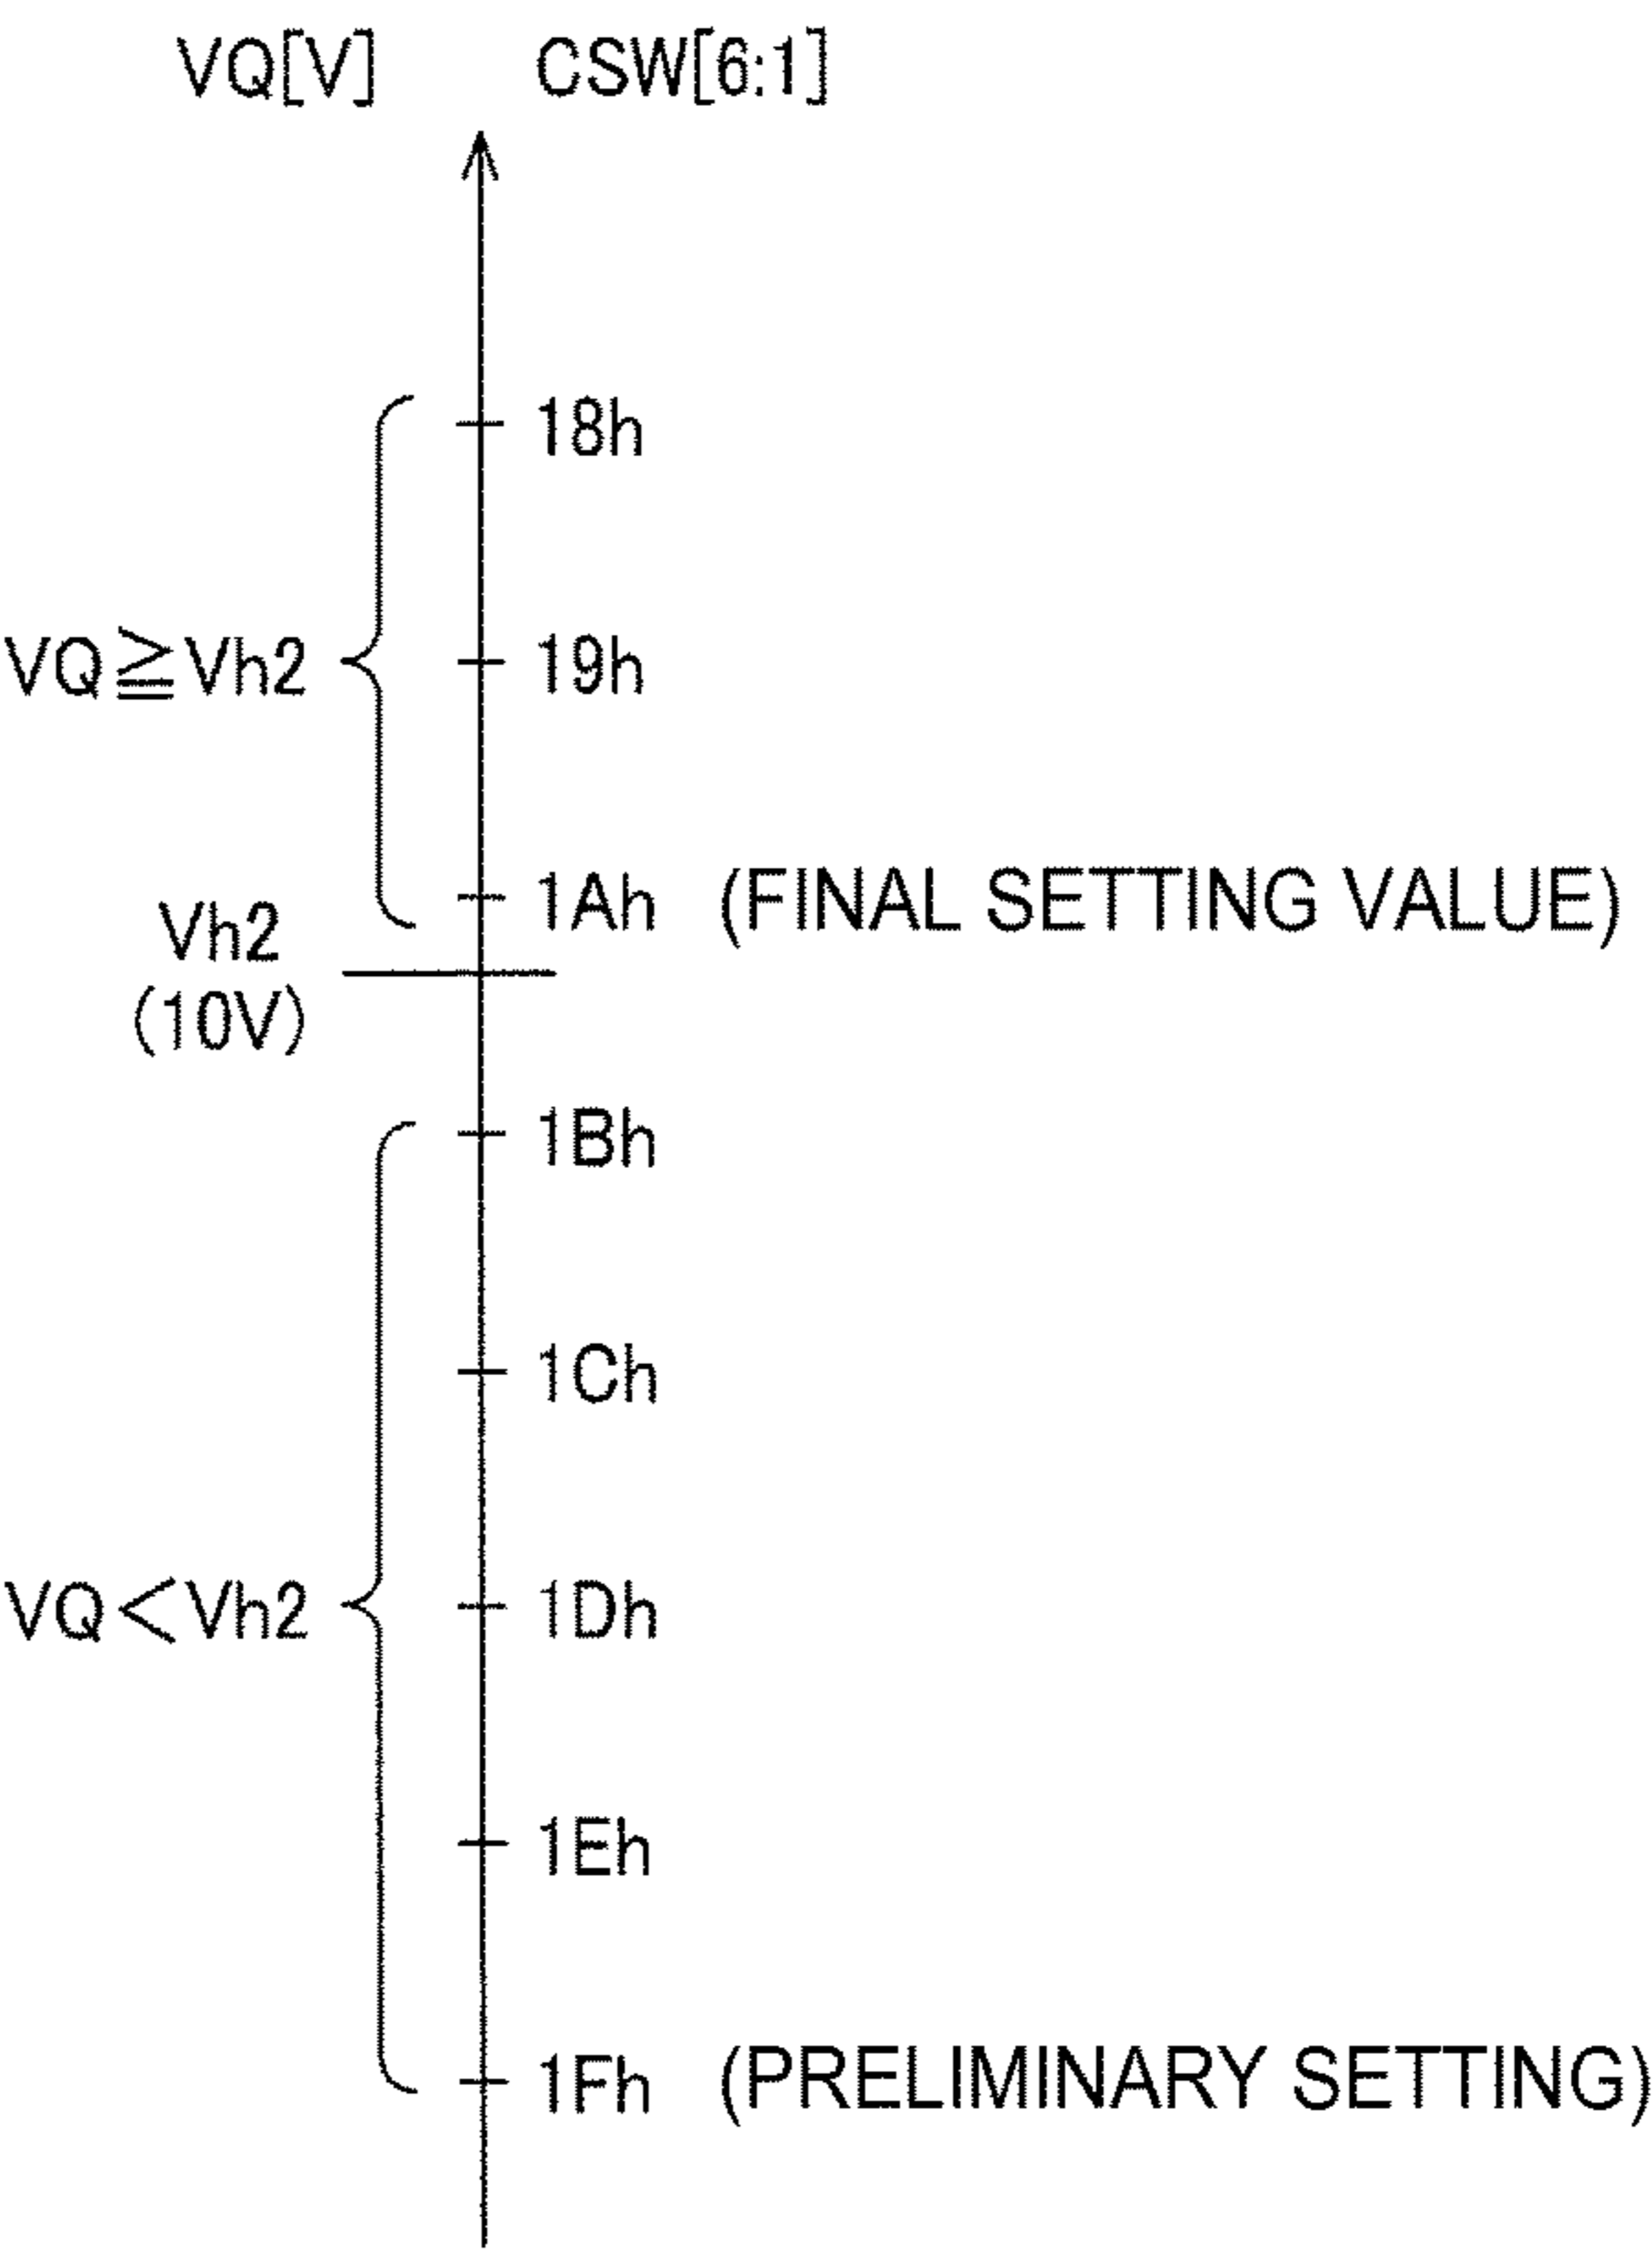 VQ[V] CSW[6:1]
18h
VQ≧Vh2 19h
1Ah (FINAL SETTING VALUE)
Vh2
(10V)
1Bh
1Ch
VQ<Vh2 1Dh
1Eh
1Fh (PRELIMINARY SETTING)